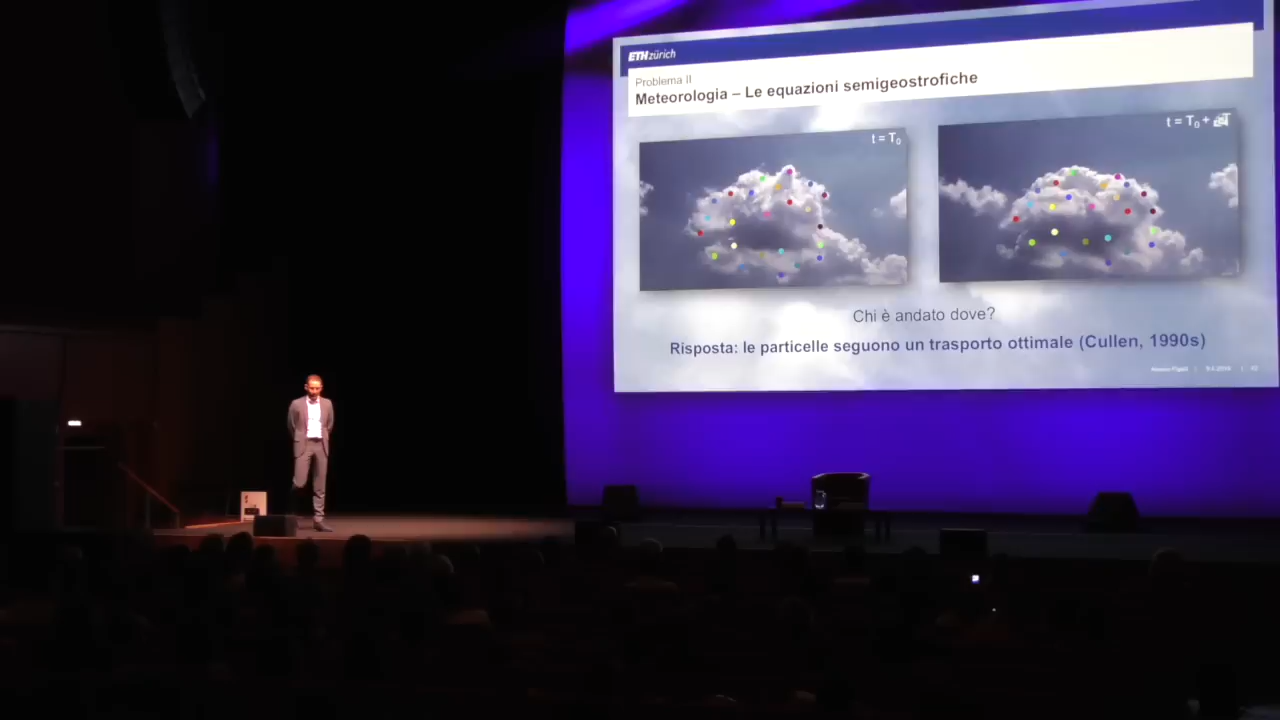 ETH zürich
Problema II
Meteorologia – Le equazioni semigeostrofiche
t = T₀
t = T₀ +
Chi è andato dove?
Risposta: le particelle seguono un trasporto ottimale (Cullen, 1990s)